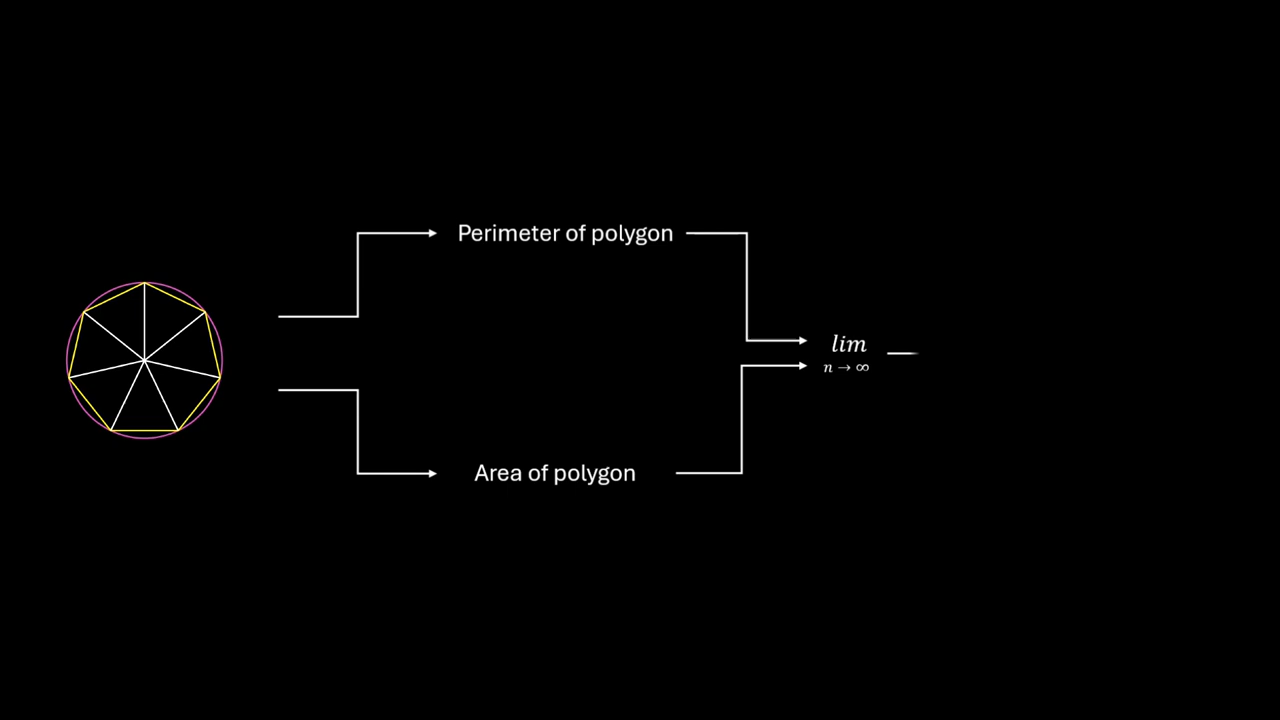 Perimeter of polygon
lim
n → ∞
Area of polygon